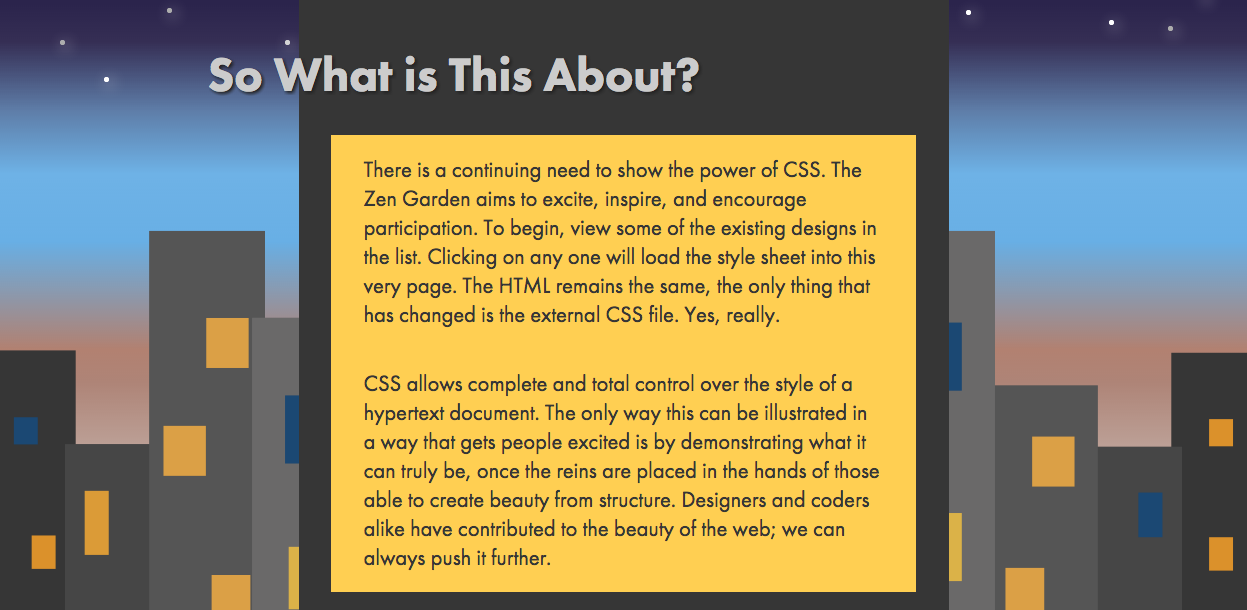 So What is This About?
There is a continuing need to show the power of CSS. The
Zen Garden aims to excite, inspire, and encourage
participation. To begin, view some of the existing designs in
the list. Clicking on any one will load the style sheet into this
very page. The HTML remains the same, the only thing that
has changed is the external CSS file. Yes, really.
CSS allows complete and total control over the style of a
hypertext document. The only way this can be illustrated in
a way that gets people excited is by demonstrating what it
can truly be, once the reins are placed in the hands of those
able to create beauty from structure. Designers and coders
alike have contributed to the beauty of the web; we can
always push it further.